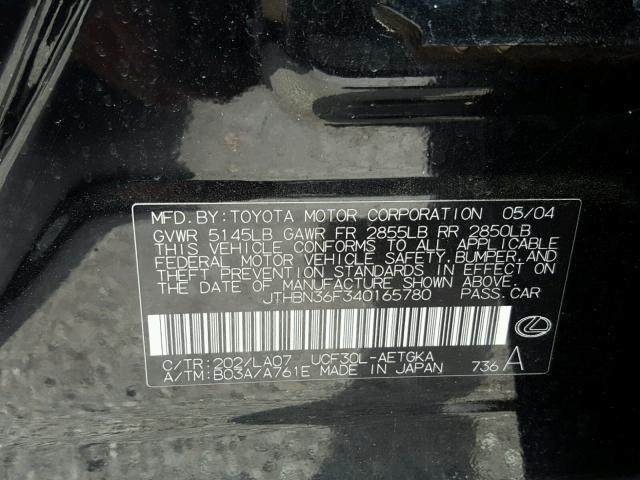 MFD. BY: TOYOTA MOTOR CORPORATION 05/04
GVWR 5145LB GAWR FR 2855LB RR 2850LB
THIS VEHICLE CONFORMS TO ALL APPLICABLE
FEDERAL MOTOR VEHICLE SAFETY, BUMPER, AND
THEFT PREVENTION STANDARDS IN EFFECT ON
THE DATE OF MANUFACTURE SHOWN ABOVE.
JTHBN36F340165780 PASS. CAR
C/TR: 202/LA07 UCF30L-AETGKA
A/TM: B03A/A761E MADE IN JAPAN 736 A